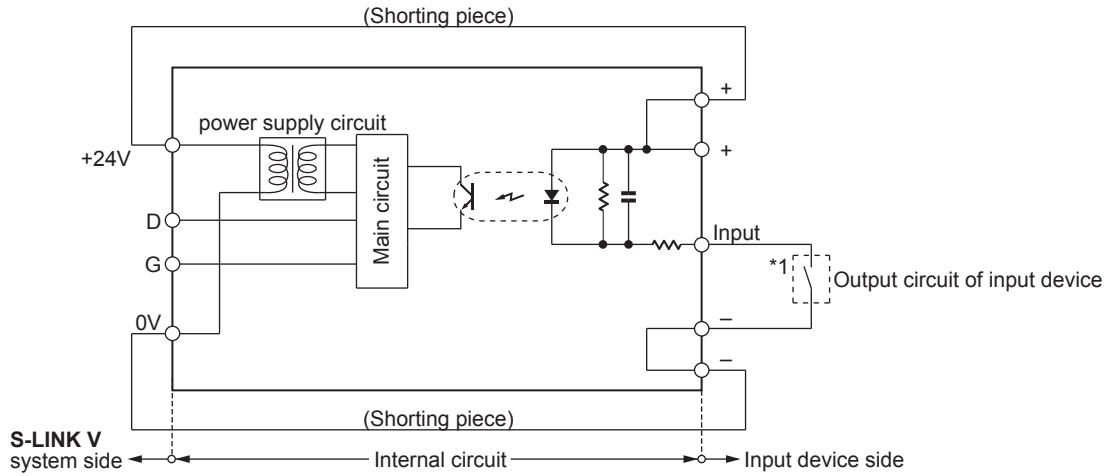 (Shorting piece)
+
power supply circuit
+24V
+
Main circuit
D
Input
G
*1
Output circuit of input device
0V
–
–
(Shorting piece)
S-LINK V
system side
Internal circuit
Input device side